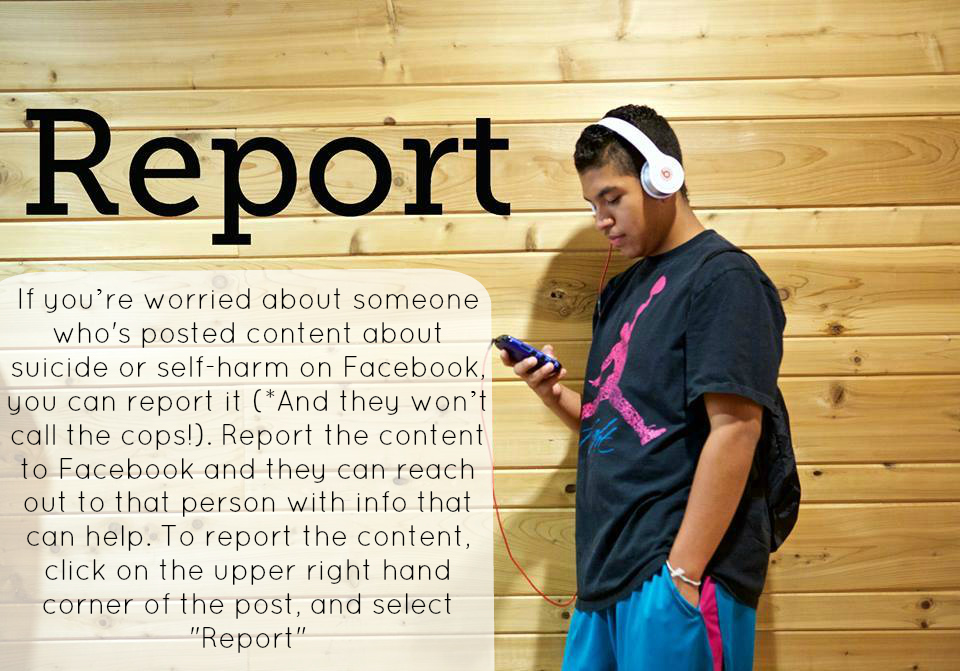 Report
If you're worried about someone
who's posted content about
suicide or self-harm on Facebook,
you can report it (*And they won't
call the cops!). Report the content
to Facebook and they can reach
out to that person with info that
can help. To report the content,
click on the upper right hand
corner of the post, and select
"Report"